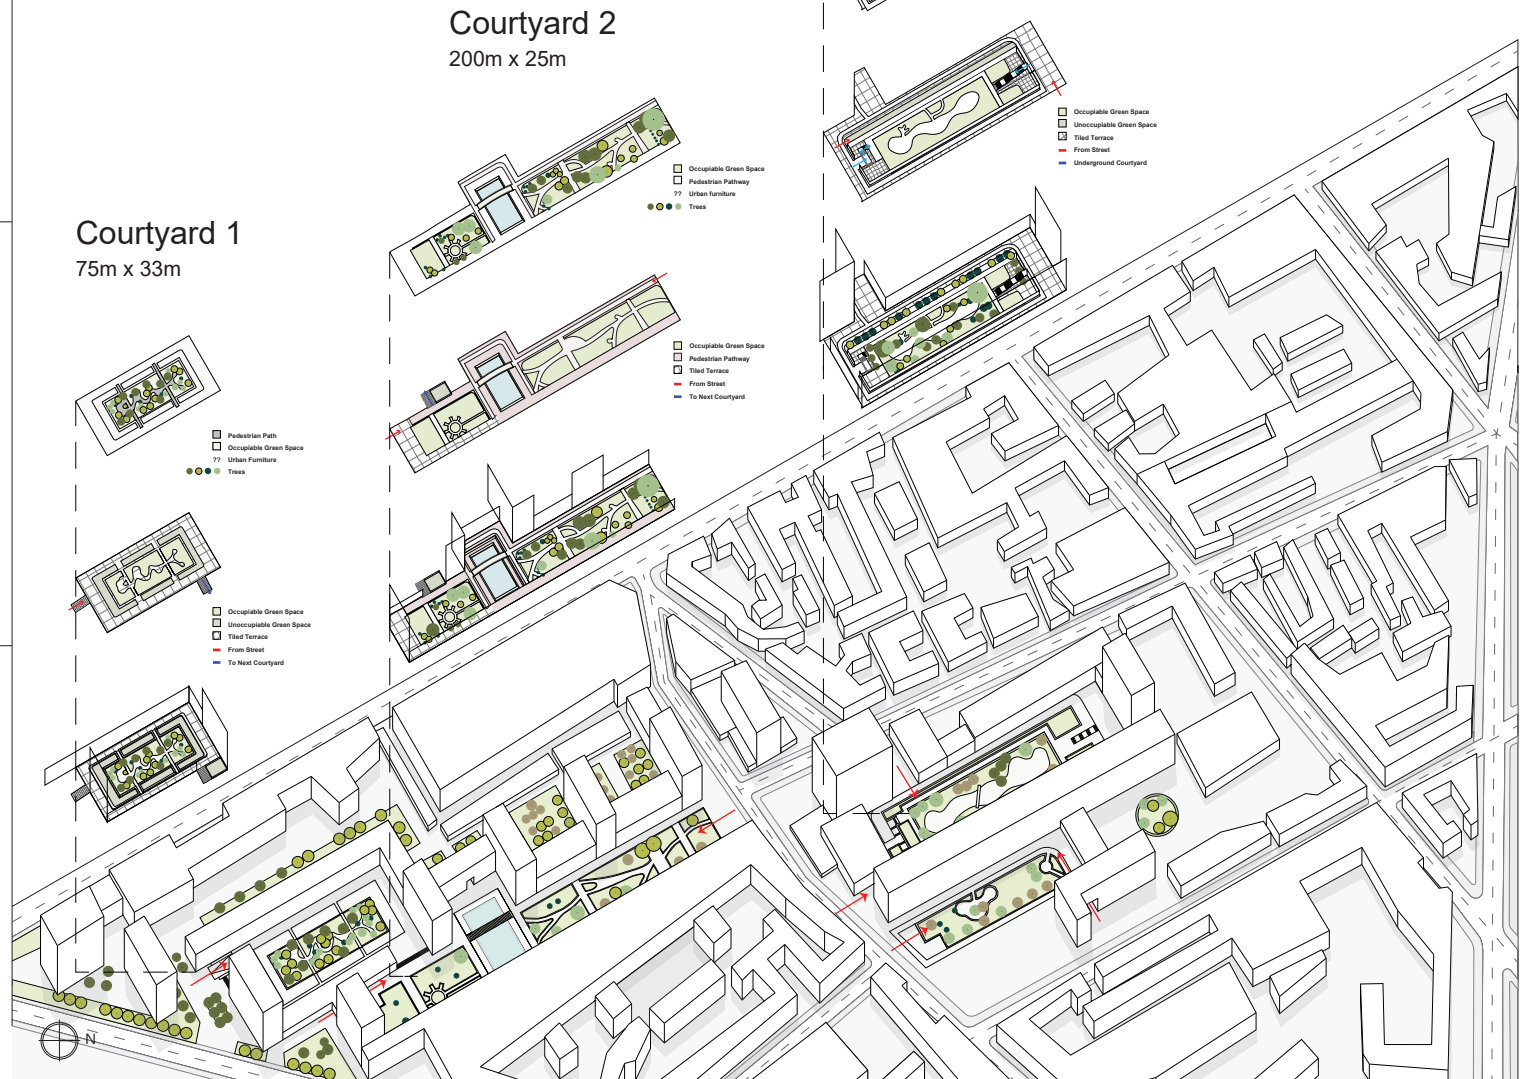 Courtyard 2
200m x 25m
Occupiable Green Space
Unoccupiable Green Space
Tiled Terrace
From Street
Underground Courtyard
Occupiable Green Space
Pedestrian Pathway
?? Urban furniture
Trees
Courtyard 1
75m x 33m
Occupiable Green Space
Pedestrian Pathway
Tiled Terrace
From Street
To Next Courtyard
Pedestrian Path
Occupiable Green Space
?? Urban Furniture
Trees
Occupiable Green Space
Unoccupiable Green Space
Tiled Terrace
From Street
To Next Courtyard
N